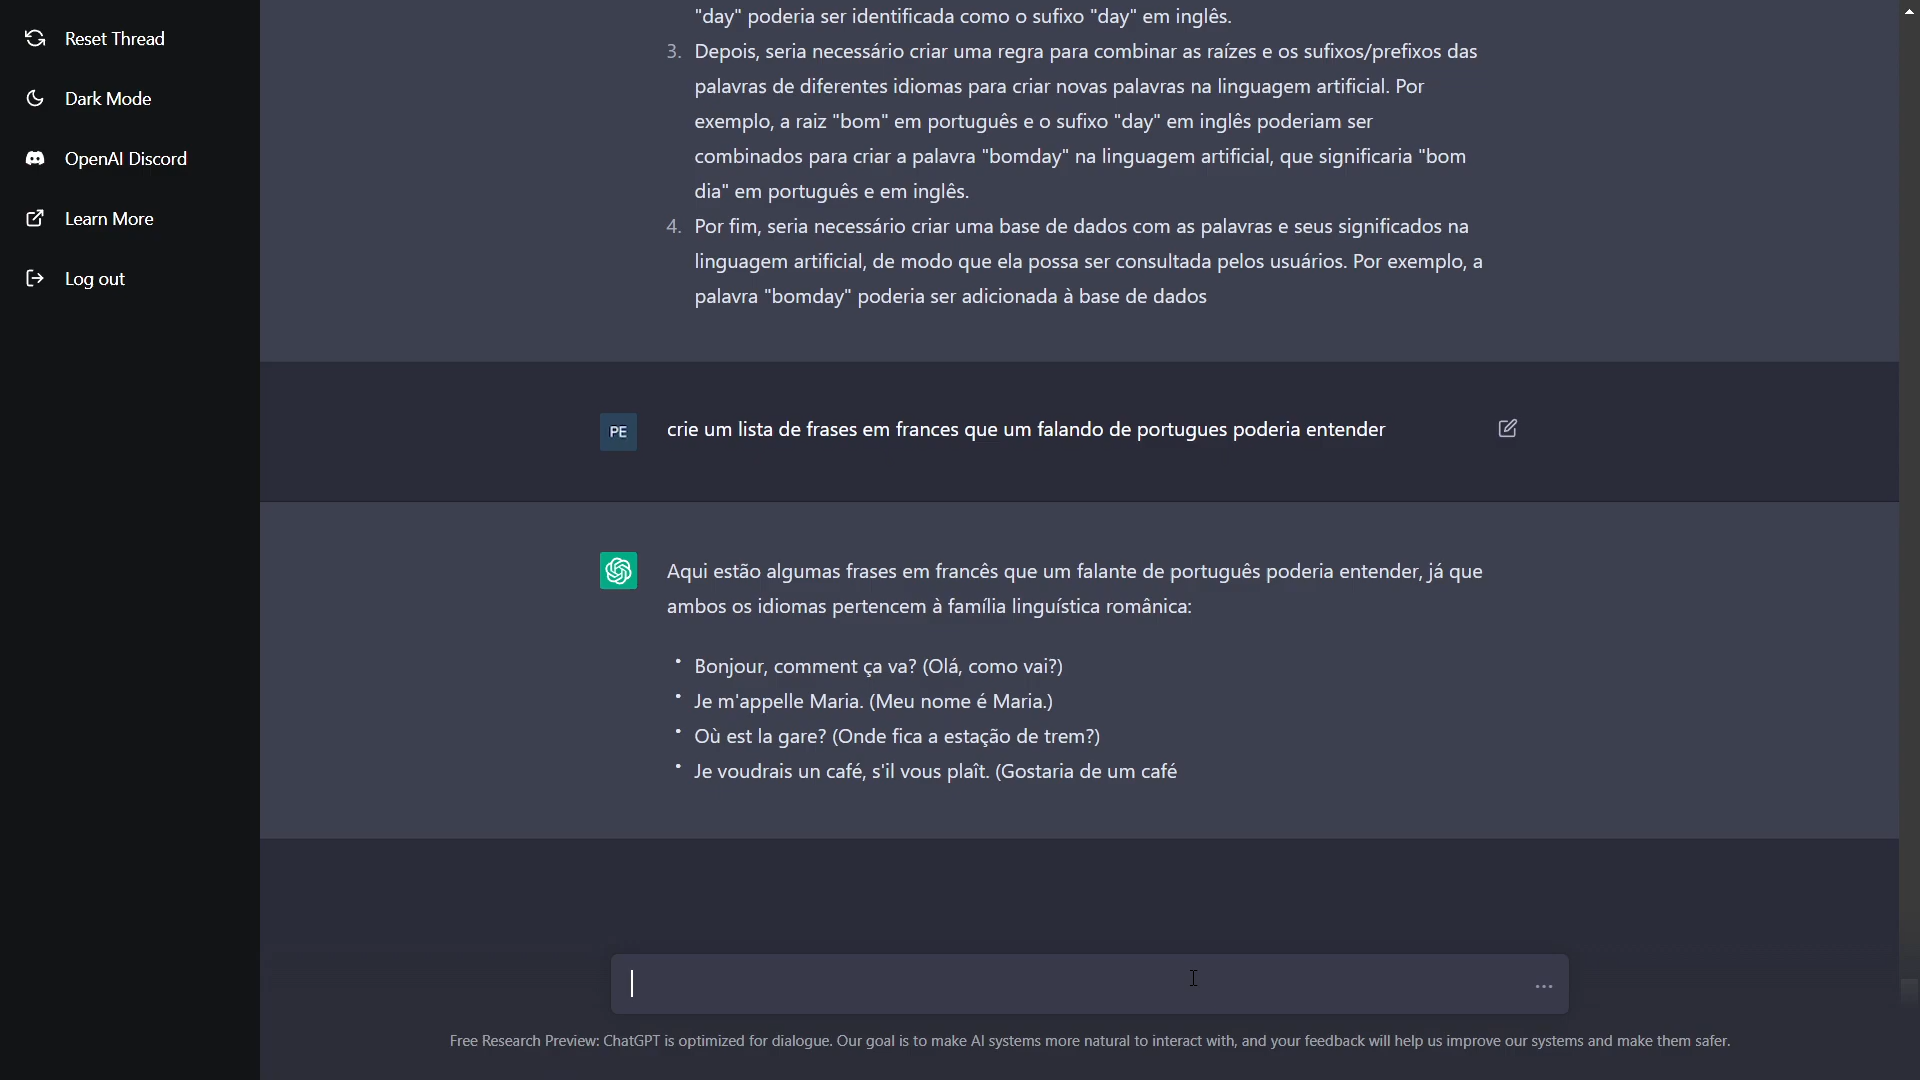 Reset Thread
Dark Mode
OpenAI Discord
Learn More
Log out
"day" poderia ser identificada como o sufixo "day" em inglês.
3. Depois, seria necessário criar uma regra para combinar as raízes e os sufixos/prefixos das
palavras de diferentes idiomas para criar novas palavras na linguagem artificial. Por
exemplo, a raiz "bom" em português e o sufixo "day" em inglês poderiam ser
combinados para criar a palavra "bomday" na linguagem artificial, que significaria "bom
dia" em português e em inglês.
4. Por fim, seria necessário criar uma base de dados com as palavras e seus significados na
linguagem artificial, de modo que ela possa ser consultada pelos usuários. Por exemplo, a
palavra "bomday" poderia ser adicionada à base de dados
PE
crie um lista de frases em frances que um falando de portugues poderia entender
Aqui estão algumas frases em francês que um falante de português poderia entender, já que
ambos os idiomas pertencem à família linguística românica:
• Bonjour, comment ça va? (Olá, como vai?)
• Je m'appelle Maria. (Meu nome é Maria.)
• Où est la gare? (Onde fica a estação de trem?)
• Je voudrais un café, s'il vous plaît. (Gostaria de um café
Free Research Preview: ChatGPT is optimized for dialogue. Our goal is to make AI systems more natural to interact with, and your feedback will help us improve our systems and make them safer.